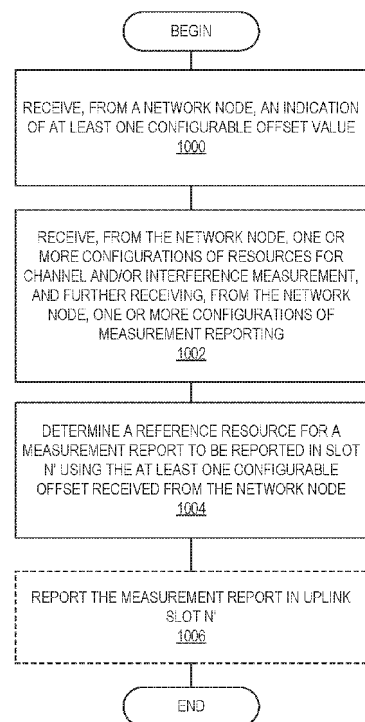 BEGIN
RECEIVE, FROM A NETWORK NODE, AN INDICATION
OF AT LEAST ONE CONFIGURABLE OFFSET VALUE
1000
RECEIVE, FROM THE NETWORK NODE, ONE OR
MORE CONFIGURATIONS OF RESOURCES FOR
CHANNEL AND/OR INTERFERENCE MEASUREMENT,
AND FURTHER RECEIVING, FROM THE NETWORK
NODE, ONE OR MORE CONFIGURATIONS OF
MEASUREMENT REPORTING
1002
DETERMINE A REFERENCE RESOURCE FOR A
MEASUREMENT REPORT TO BE REPORTED IN SLOT
N' USING THE AT LEAST ONE CONFIGURABLE
OFFSET RECEIVED FROM THE NETWORK NODE
1004
REPORT THE MEASUREMENT REPORT IN UPLINK
SLOT N'
1006
END